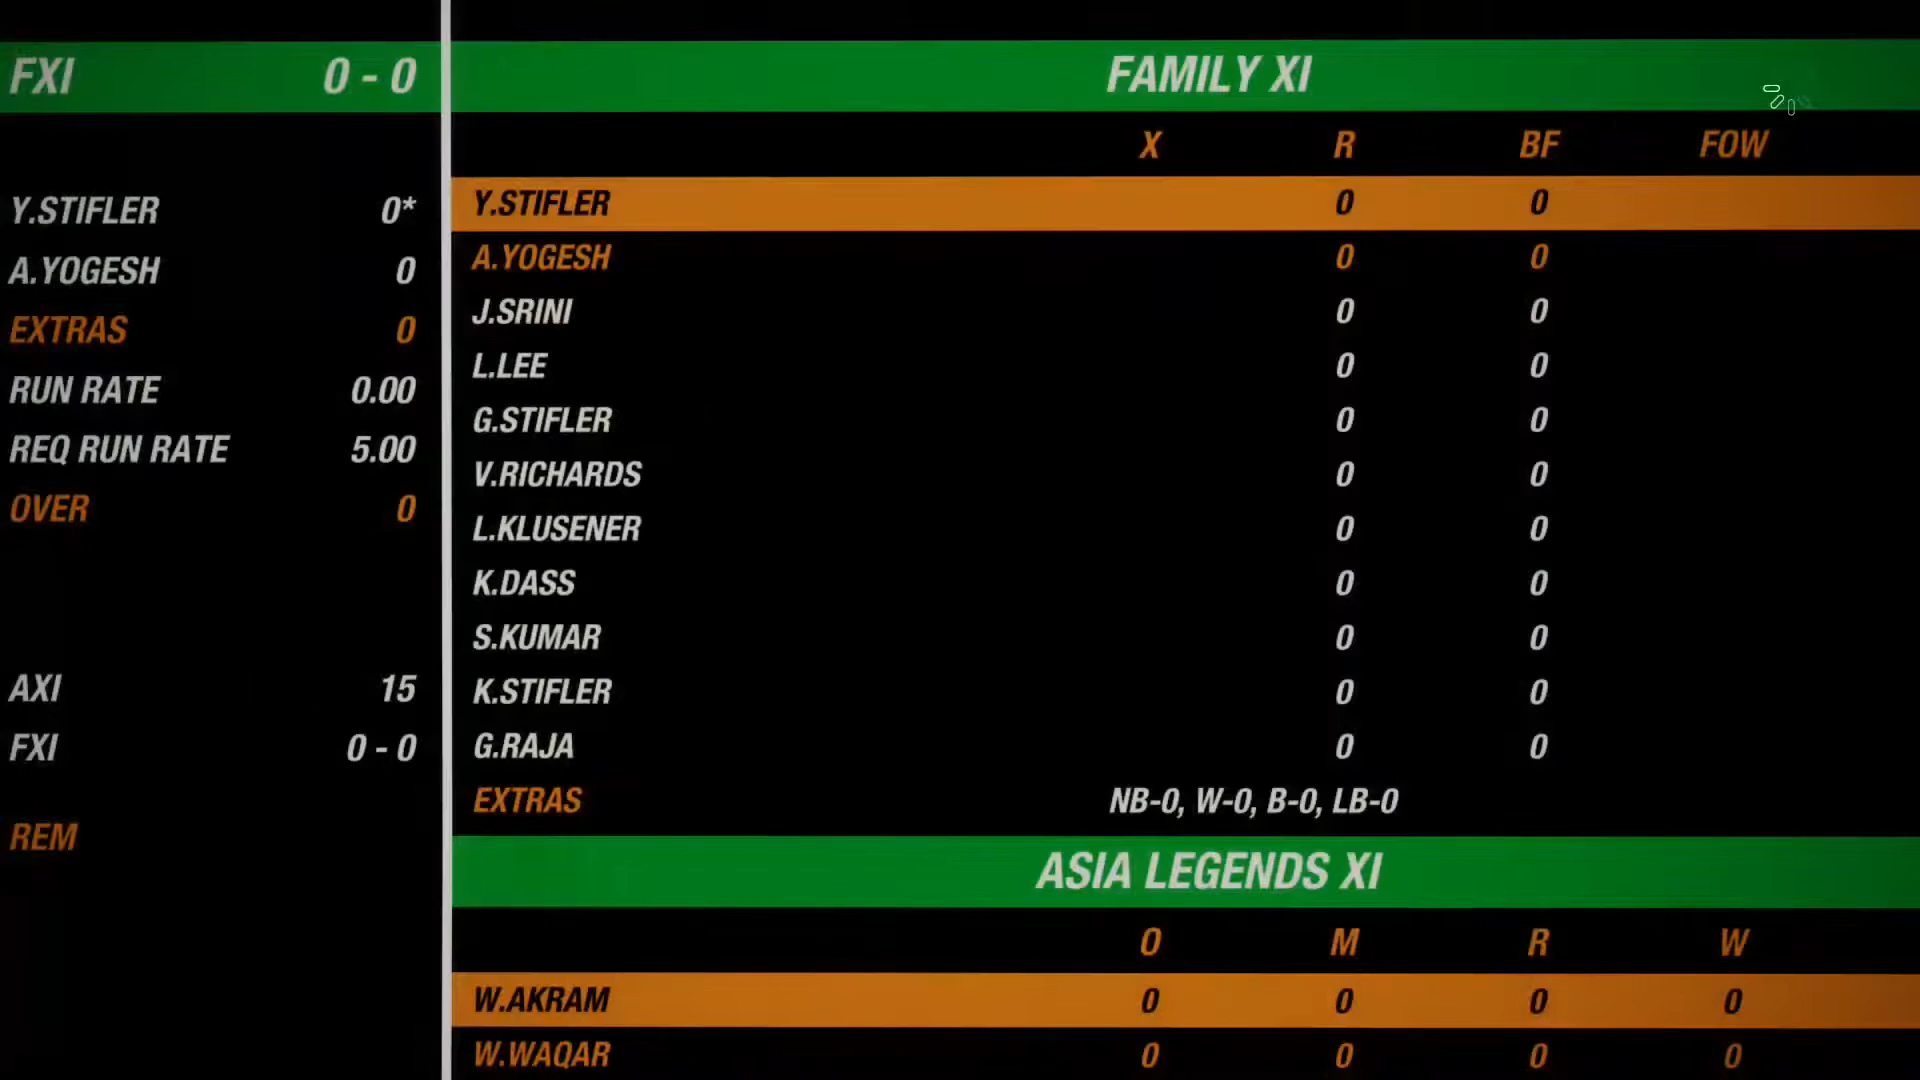 FXI 0 - 0
Y.STIFLER 0*
A.YOGESH 0
EXTRAS 0
RUN RATE 0.00
REQ RUN RATE 5.00
OVER 0
AXI 15
FXI 0 - 0
REM
FAMILY XI
X R BF FOW
Y.STIFLER 0 0
A.YOGESH 0 0
J.SRINI 0 0
L.LEE 0 0
G.STIFLER 0 0
V.RICHARDS 0 0
L.KLUSENER 0 0
K.DASS 0 0
S.KUMAR 0 0
K.STIFLER 0 0
G.RAJA 0 0
EXTRAS NB-0, W-0, B-0, LB-0
ASIA LEGENDS XI
O M R W
W.AKRAM 0 0 0 0
W.WAQAR 0 0 0 0